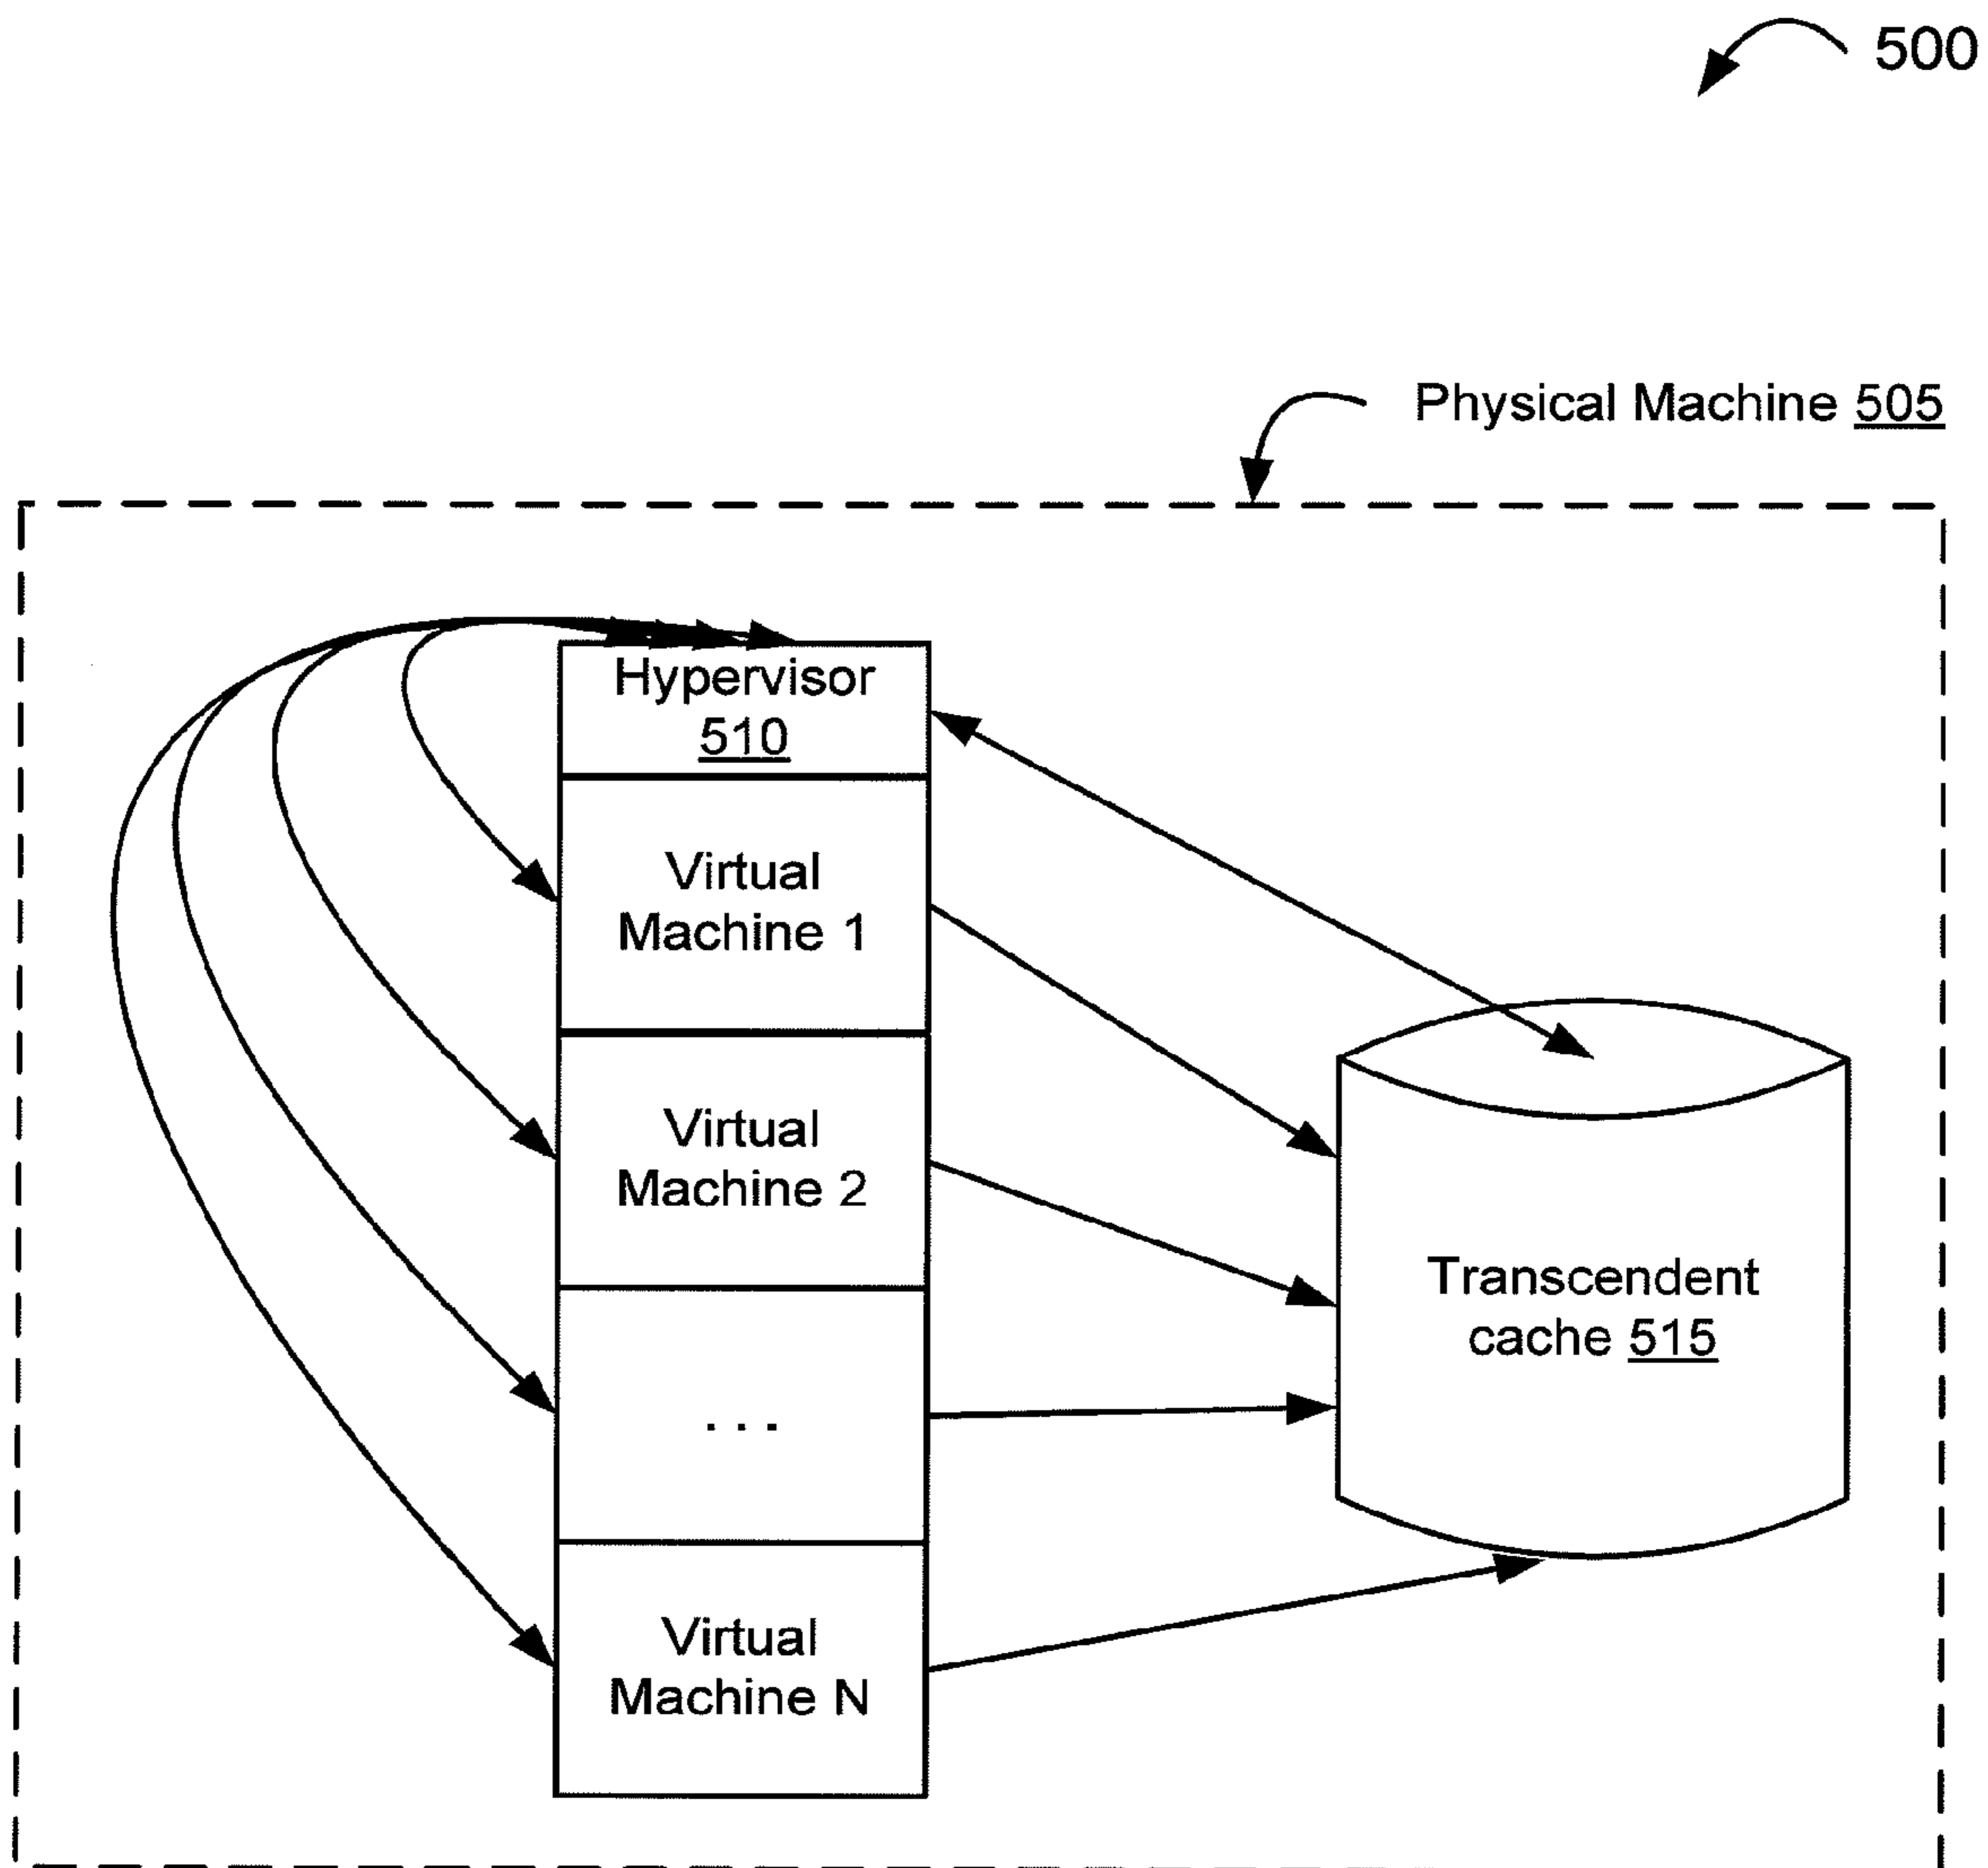 500
Physical Machine 505
Hypervisor
510
Virtual
Machine 1
Virtual
Machine 2
Transcendent
cache 515
. . .
Virtual
Machine N